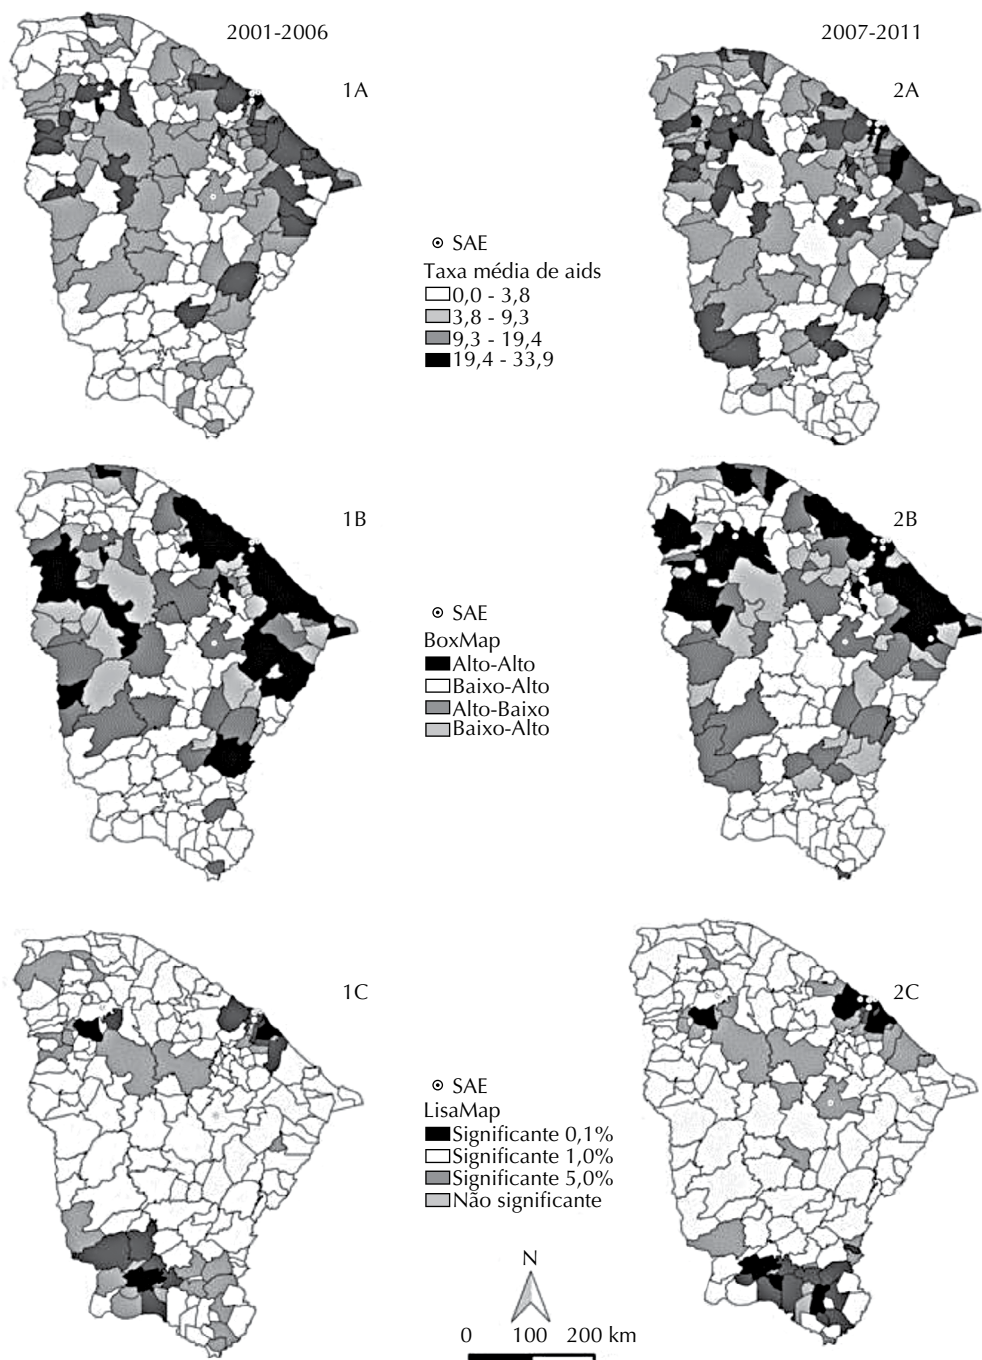 2001-2006
2007-2011
1A
2A
SAE
Taxa média de aids
0,0 - 3,8
3,8 - 9,3
9,3 - 19,4
19,4 - 33,9
1B
2B
SAE
BoxMap
Alto-Alto
Baixo-Alto
Alto-Baixo
Baixo-Alto
1C
2C
SAE
LisaMap
Significante 0,1%
Significante 1,0%
Significante 5,0%
Não significante
N
0 100 200 km